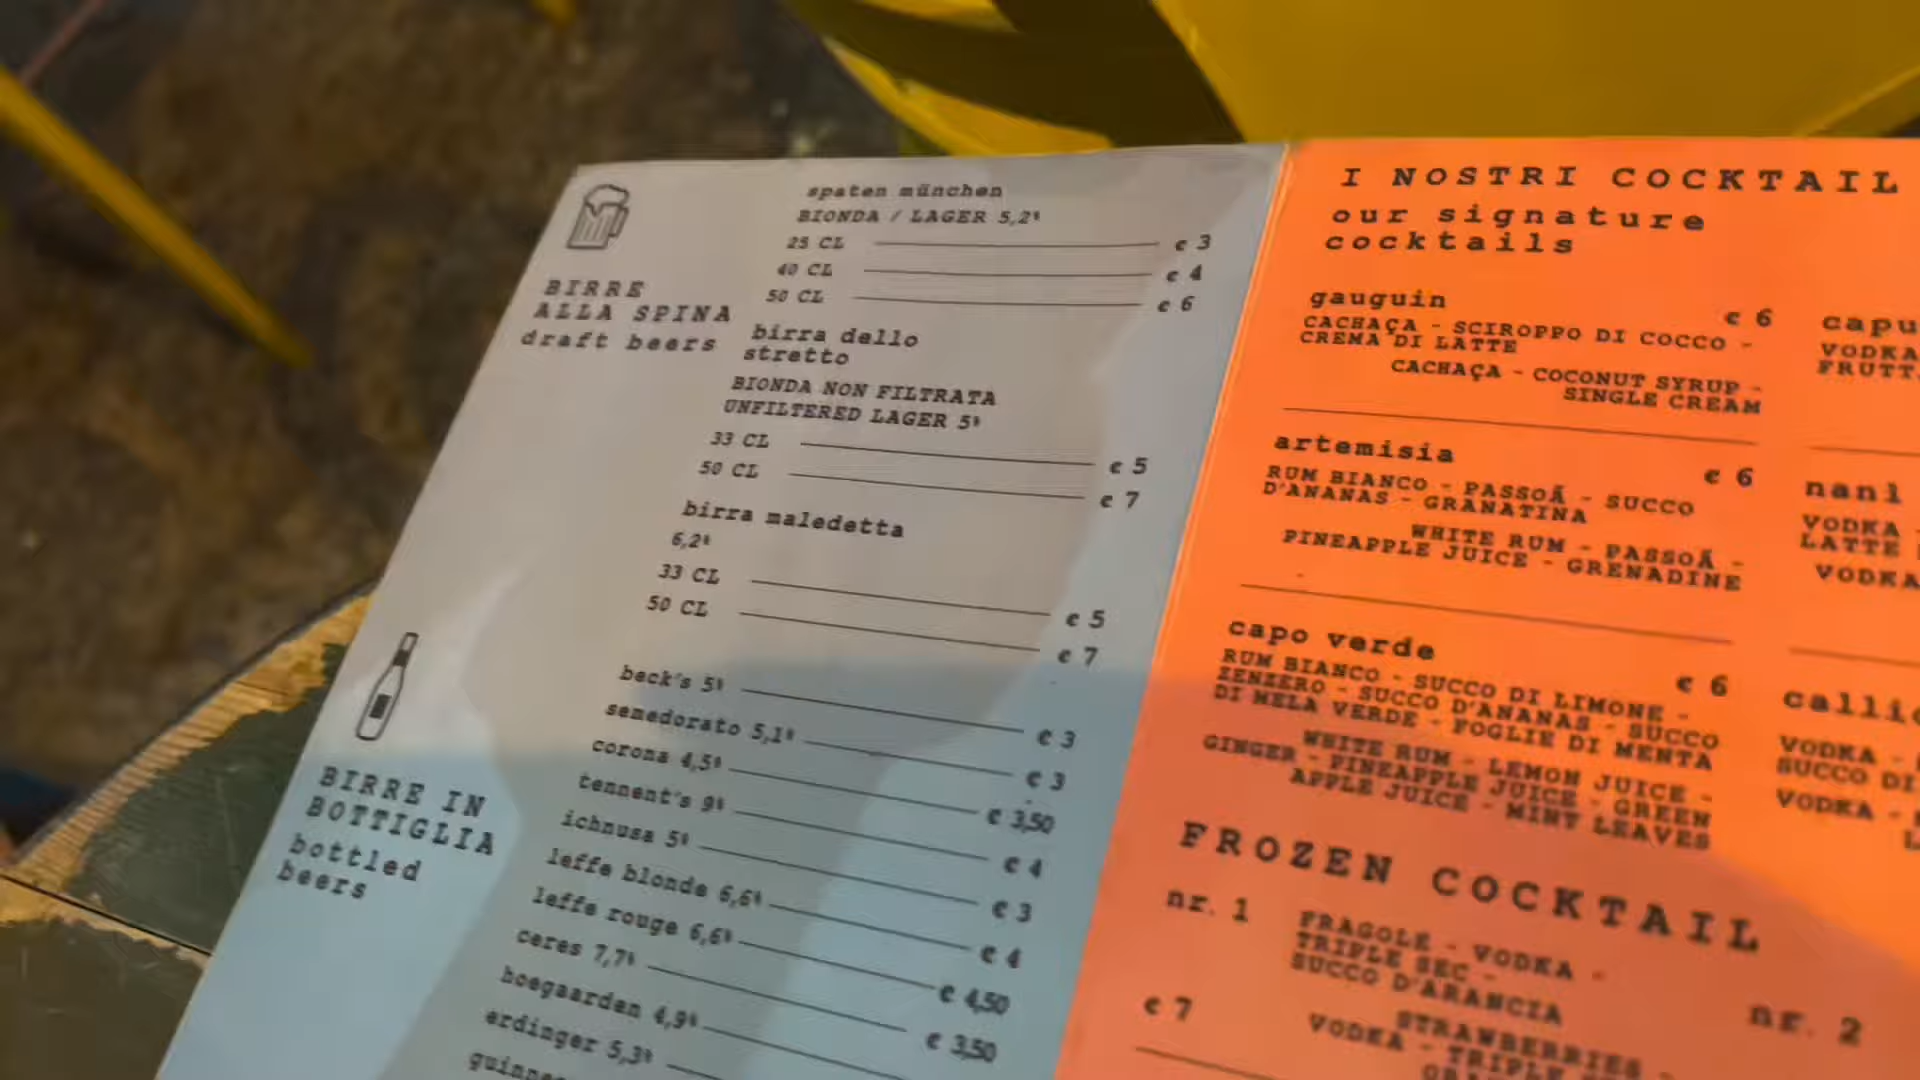 BIRRE
ALLA SPINA
draft beers
spaten münchen
BIONDA / LAGER 5,2%
25 CL € 3
40 CL € 4
50 CL € 6
birra dello
stretto
BIONDA NON FILTRATA
UNFILTERED LAGER 5%
33 CL € 5
50 CL € 7
birra maledetta
6,2%
33 CL € 5
50 CL € 7
BIRRE IN
BOTTIGLIA
bottled
beers
beck's 5% € 3
semedorato 5,1% € 3
corona 4,5% € 3,50
tennent's 9% € 4
ichnusa 5% € 3
leffe blonde 6,6% € 4
leffe rouge 6,6% € 4,50
ceres 7,7% € 3,50
hoegaarden 4,9%
erdinger 5,3%
I NOSTRI COCKTAIL
our signature
cocktails
gauguin € 6
CACHAÇA - SCIROPPO DI COCCO -
CREMA DI LATTE
CACHAÇA - COCONUT SYRUP -
SINGLE CREAM
artemisia € 6
RUM BIANCO - PASSOÃ - SUCCO
D'ANANAS - GRANATINA
WHITE RUM - PASSOÃ -
PINEAPPLE JUICE - GRENADINE
capo verde € 6
RUM BIANCO - SUCCO DI LIMONE -
ZENZERO - SUCCO D'ANANAS - SUCCO
DI MELA VERDE - FOGLIE DI MENTA
WHITE RUM - LEMON JUICE -
GINGER - PINEAPPLE JUICE - GREEN
APPLE JUICE - MINT LEAVES
VODKA
nani
VODKA -
LATTE
VODKA
VODKA -
SUCCO DI
VODKA -
FROZEN COCKTAIL
nr. 1
FRAGOLE - VODKA -
TRIPLE SEC -
SUCCO D'ARANCIA
€ 7
STRAWBERRIES -
VODKA - TRIPLE
nr. 2